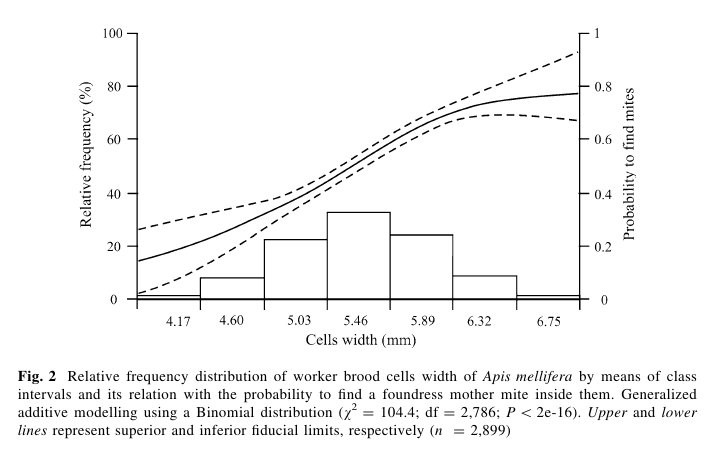 100
80
60
40
20
0
Relative frequency (%)
1
0.8
0.6
0.4
0.2
0
Probability to find mites
4.17 4.60 5.03 5.46 5.89 6.32 6.75
Cells width (mm)
Fig. 2 Relative frequency distribution of worker brood cells width of Apis mellifera by means of class
intervals and its relation with the probability to find a foundress mother mite inside them. Generalized
additive modelling using a Binomial distribution (χ² = 104.4; df = 2,786; P < 2e-16). Upper and lower
lines represent superior and inferior fiducial limits, respectively (n = 2,899)